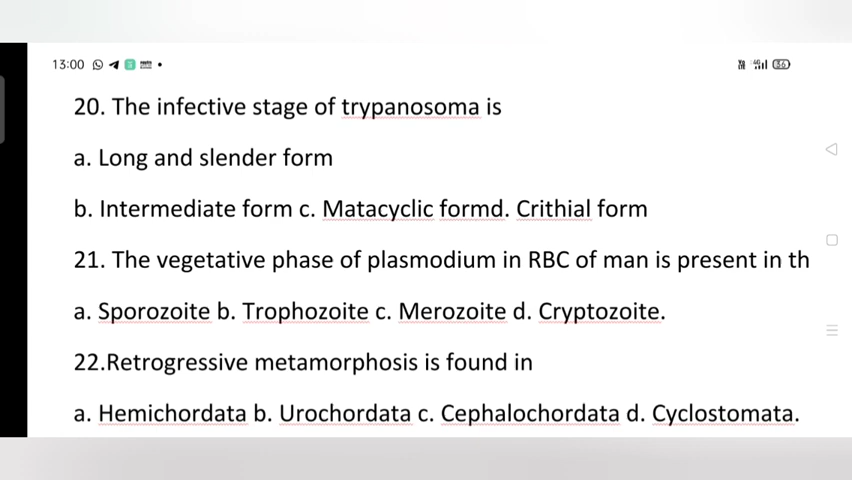 13:00
20. The infective stage of trypanosoma is
a. Long and slender form
b. Intermediate form c. Matacyclic formd. Crithial form
21. The vegetative phase of plasmodium in RBC of man is present in th
a. Sporozoite b. Trophozoite c. Merozoite d. Cryptozoite.
22.Retrogressive metamorphosis is found in
a. Hemichordata b. Urochordata c. Cephalochordata d. Cyclostomata.